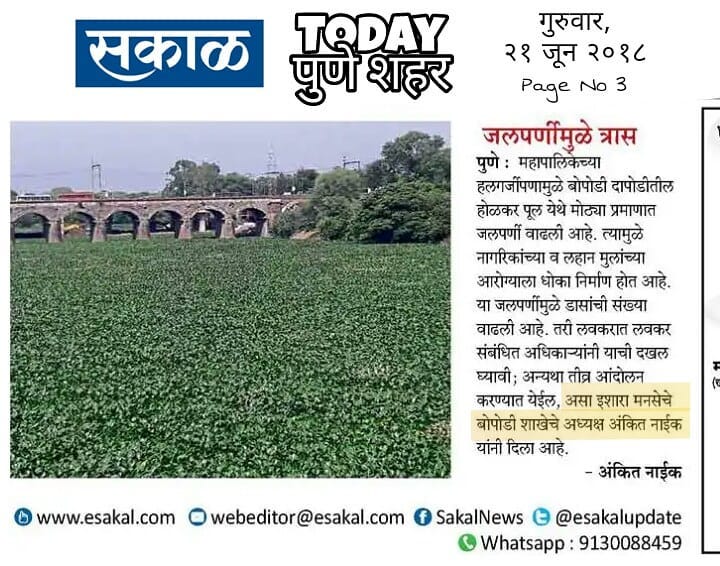 सकाळ
TODAY
पुणे शहर
गुरुवार,
२१ जून २०१८
Page No 3
जलपर्णीमुळे त्रास
पुणे : महापालिकेच्या
हलगर्जीपणामुळे बोपोडी दापोडीतील
होळकर पूल येथे मोठ्या प्रमाणात
जलपर्णी वाढली आहे. त्यामुळे
नागरिकांच्या व लहान मुलांच्या
आरोग्याला धोका निर्माण होत आहे.
या जलपर्णीमुळे डासांची संख्या
वाढली आहे. तरी लवकरात लवकर
संबंधित अधिकाऱ्यांनी याची दखल
घ्यावी; अन्यथा तीव्र आंदोलन
करण्यात येईल, असा इशारा मनसेचे
बोपोडी शाखेचे अध्यक्ष अंकित नाईक
यांनी दिला आहे.
- अंकित नाईक
www.esakal.com webeditor@esakal.com SakalNews @esakalupdate
Whatsapp : 9130088459